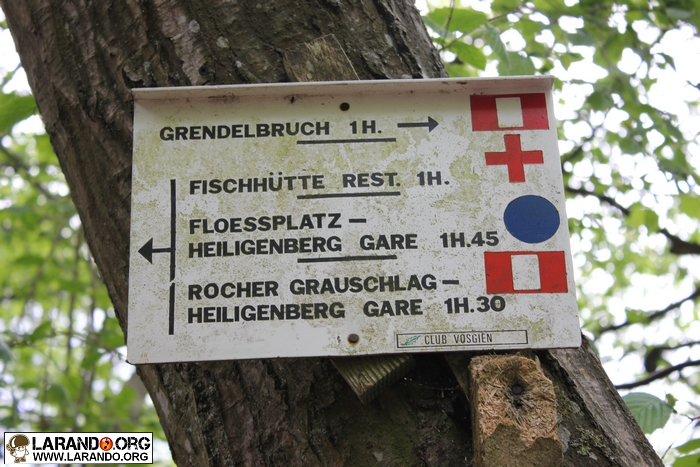 GRENDELBRUCH 1H.
FISCHHÜTTE REST. 1H.
FLOESSPLATZ –
HEILIGENBERG GARE 1H.45
ROCHER GRAUSCHLAG –
HEILIGENBERG GARE 1H.30
CLUB VOSGIEN
LARANDO.ORG
WWW.LARANDO.ORG